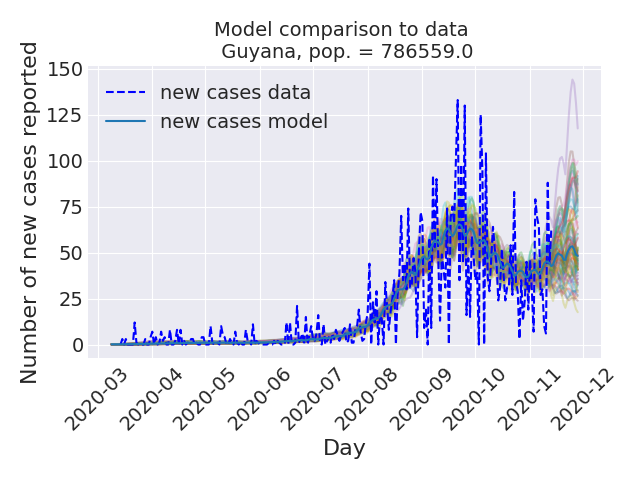 Model comparison to data
Guyana, pop. = 786559.0
Number of new cases reported
150
125
100
75
50
25
0
new cases data
new cases model
2020-03
2020-04
2020-05
2020-06
2020-07
2020-08
2020-09
2020-10
2020-11
2020-12
Day